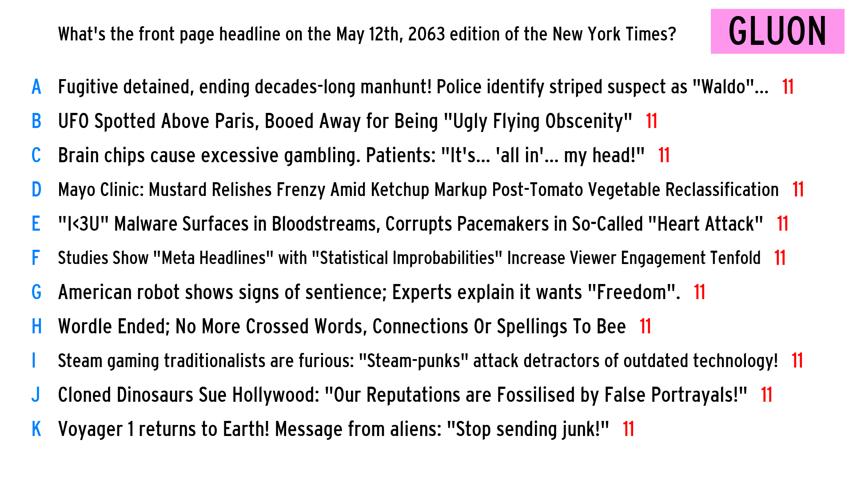 What's the front page headline on the May 12th, 2063 edition of the New York Times?
GLUON
A Fugitive detained, ending decades-long manhunt! Police identify striped suspect as "Waldo"... 11
B UFO Spotted Above Paris, Booed Away for Being "Ugly Flying Obscenity" 11
C Brain chips cause excessive gambling. Patients: "It's... 'all in'... my head!" 11
D Mayo Clinic: Mustard Relishes Frenzy Amid Ketchup Markup Post-Tomato Vegetable Reclassification 11
E "I<3U" Malware Surfaces in Bloodstreams, Corrupts Pacemakers in So-Called "Heart Attack" 11
F Studies Show "Meta Headlines" with "Statistical Improbabilities" Increase Viewer Engagement Tenfold 11
G American robot shows signs of sentience; Experts explain it wants "Freedom". 11
H Wordle Ended; No More Crossed Words, Connections Or Spellings To Bee 11
I Steam gaming traditionalists are furious: "Steam-punks" attack detractors of outdated technology! 11
J Cloned Dinosaurs Sue Hollywood: "Our Reputations are Fossilised by False Portrayals!" 11
K Voyager 1 returns to Earth! Message from aliens: "Stop sending junk!" 11